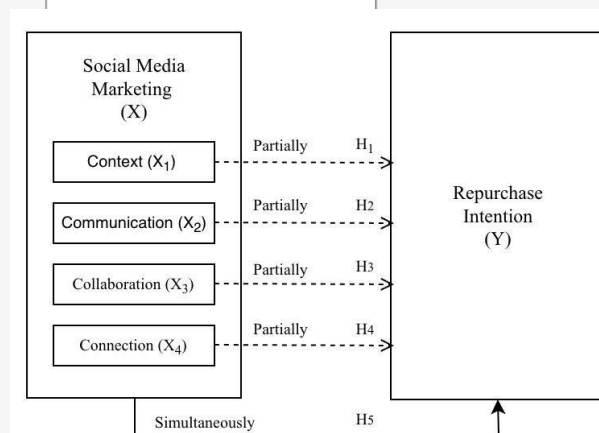 Social Media
Marketing
(X)
Context (X₁)
Communication (X₂)
Collaboration (X₃)
Connection (X₄)
Partially H₁
Partially H₂
Partially H₃
Partially H₄
Repurchase
Intention
(Y)
Simultaneously H₅